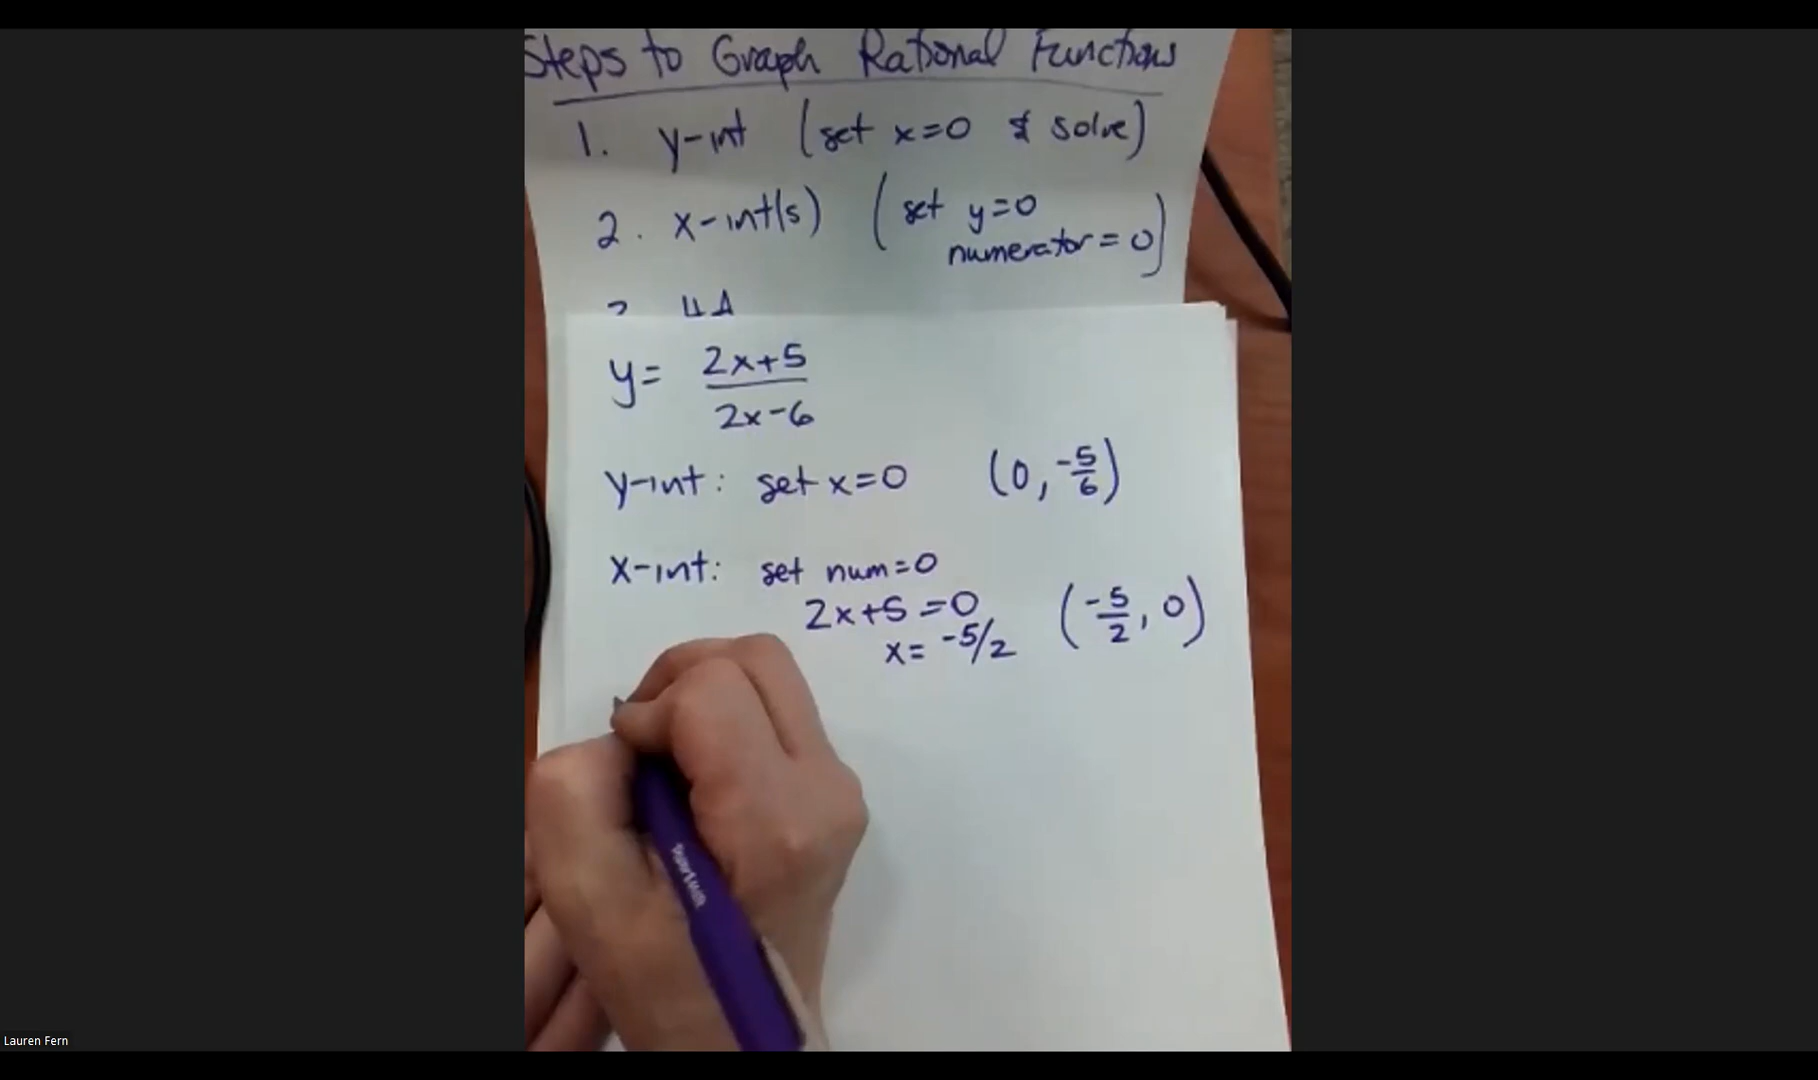 Steps to Graph Rational Functions
1. y-int (set x=0 & solve)
2. x-int(s) (set y=0
numerator = 0)
y= 2x+5
2x-6
y-int: set x=0 (0, -5/6)
x-int: set num=0
2x+5=0 (-5/2, 0)
x= -5/2
Lauren Fern